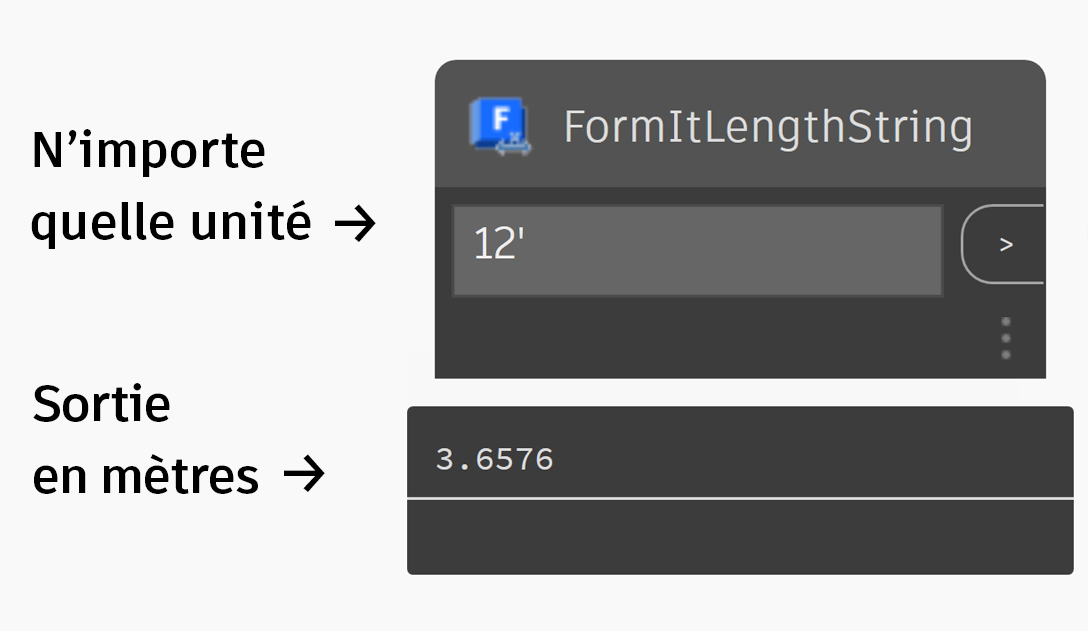 N’importe
quelle unité →
F
FormItLengthString
12'
>
Sortie
en mètres →
3.6576